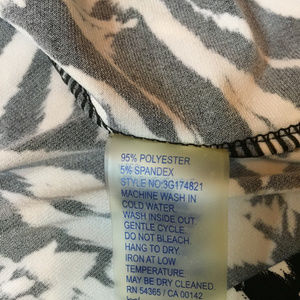 95% POLYESTER
5% SPANDEX
STYLE NO:3G174821
MACHINE WASH IN
COLD WATER
WASH INSIDE OUT
GENTLE CYCLE.
DO NOT BLEACH.
HANG TO DRY.
IRON AT LOW
TEMPERATURE
MAY BE DRY CLEANED
RN 54365 / CA 00142